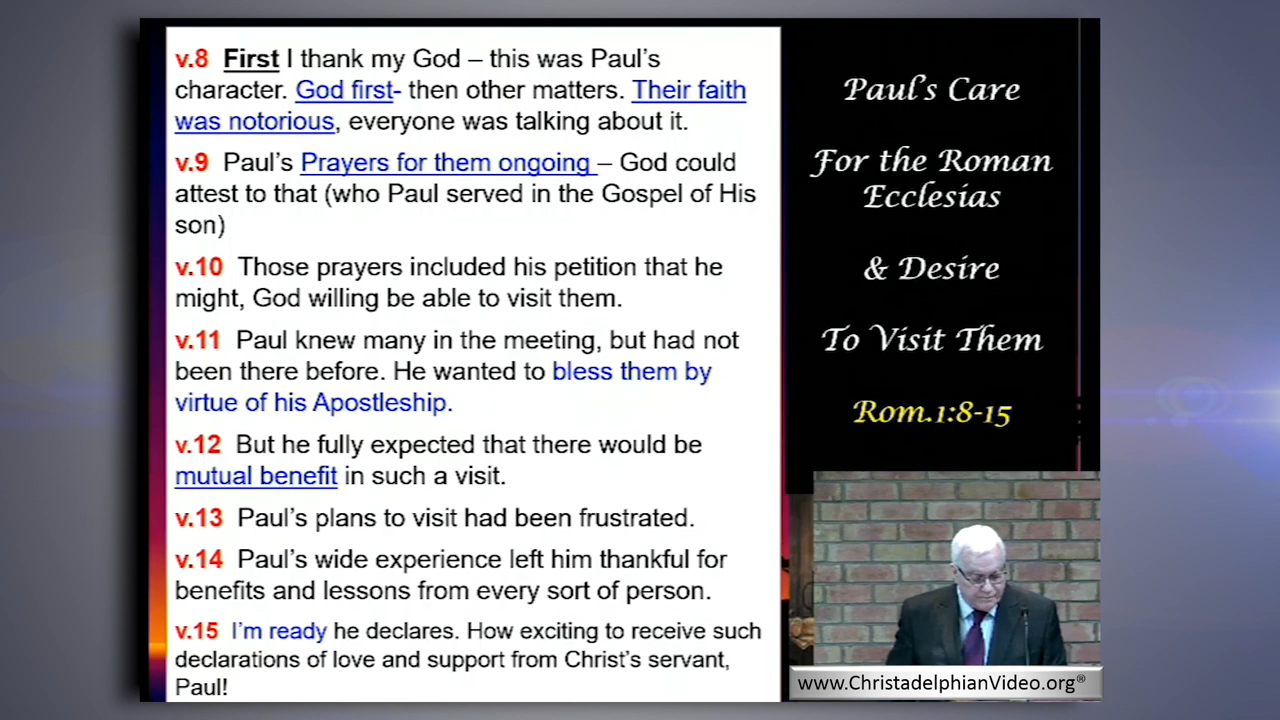 v.8 First I thank my God – this was Paul's
character. God first- then other matters. Their faith
was notorious, everyone was talking about it.
v.9 Paul's Prayers for them ongoing – God could
attest to that (who Paul served in the Gospel of His
son)
v.10 Those prayers included his petition that he
might, God willing be able to visit them.
v.11 Paul knew many in the meeting, but had not
been there before. He wanted to bless them by
virtue of his Apostleship.
v.12 But he fully expected that there would be
mutual benefit in such a visit.
v.13 Paul's plans to visit had been frustrated.
v.14 Paul's wide experience left him thankful for
benefits and lessons from every sort of person.
v.15 I'm ready he declares. How exciting to receive such
declarations of love and support from Christ's servant,
Paul!
Paul's Care
For the Roman
Ecclesias
& Desire
To Visit Them
Rom.1:8-15
www.ChristadelphianVideo.org®